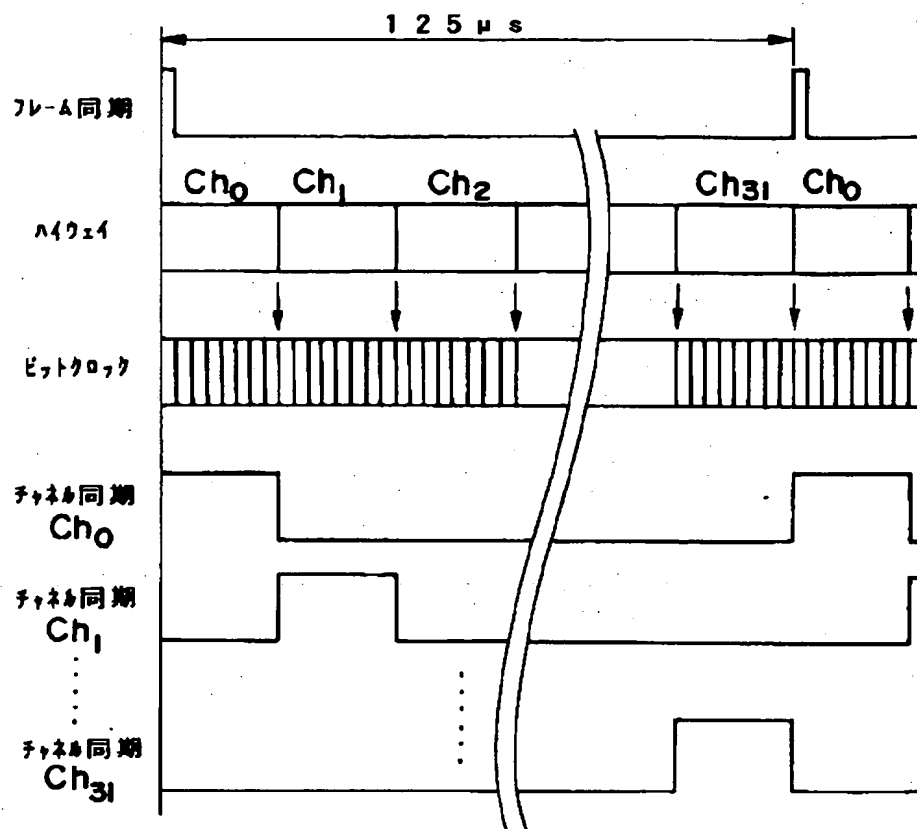 125μs
フレーム同期
Ch0 Ch1 Ch2 Ch31 Ch0
ハイウェイ
ビットクロック
チャネル同期
Ch0
チャネル同期
Ch1
チャネル同期
Ch31